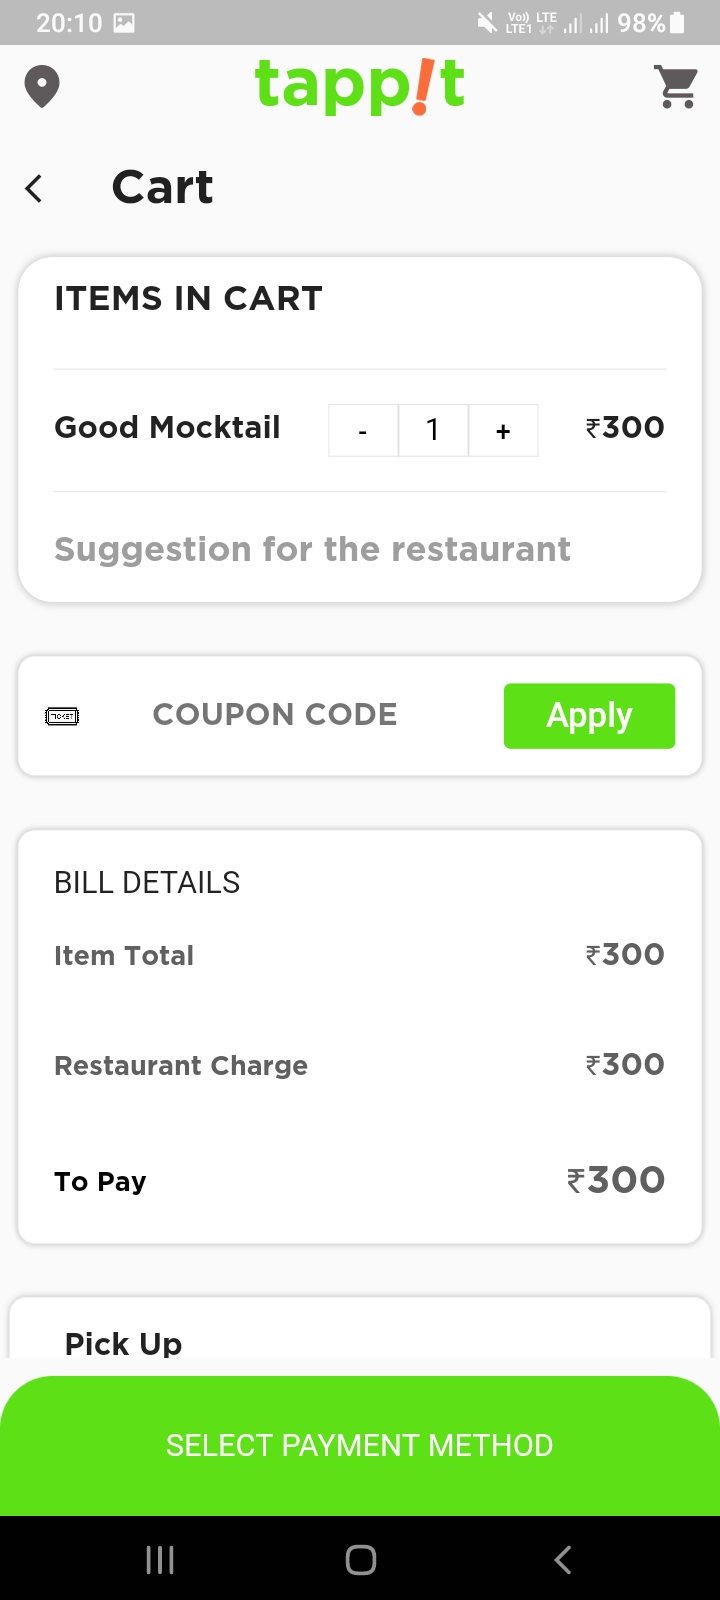 20:10 Vo)) LTE 98%
LTE1
tapp!t
Cart
ITEMS IN CART
Good Mocktail - 1 + ₹300
Suggestion for the restaurant
TICKET COUPON CODE Apply
BILL DETAILS
Item Total ₹300
Restaurant Charge ₹300
To Pay ₹300
Pick Up
SELECT PAYMENT METHOD